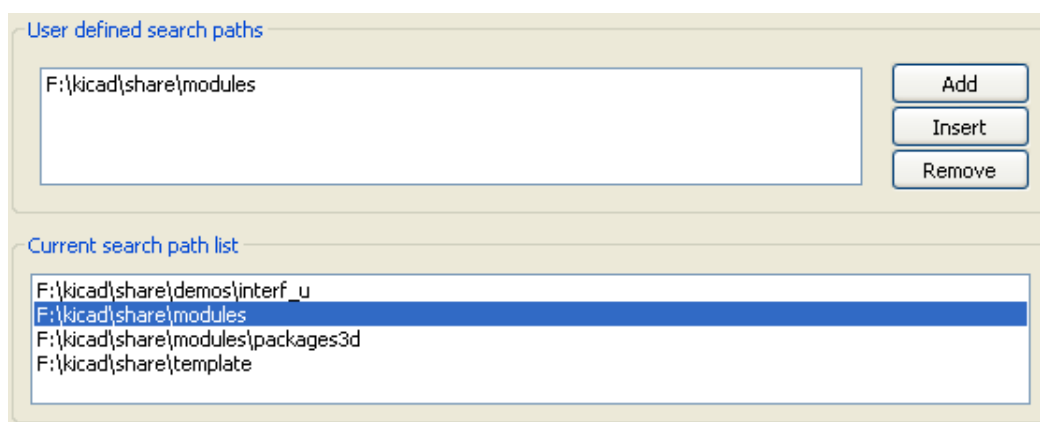 User defined search paths
F:\kicad\share\modules
Add
Insert
Remove
Current search path list
F:\kicad\share\demos\interf_u
F:\kicad\share\modules
F:\kicad\share\modules\packages3d
F:\kicad\share\template